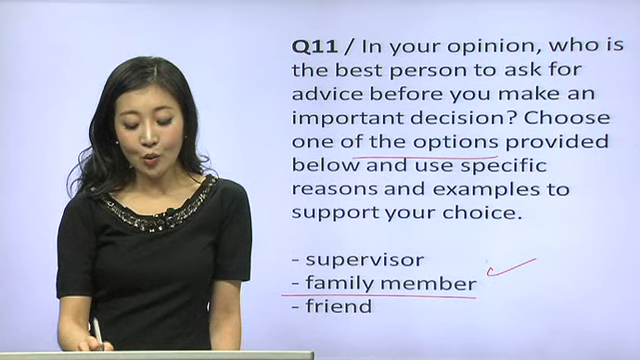 Q11 / In your opinion, who is
the best person to ask for
advice before you make an
important decision? Choose
one of the options provided
below and use specific
reasons and examples to
support your choice.
- supervisor
- family member
- friend